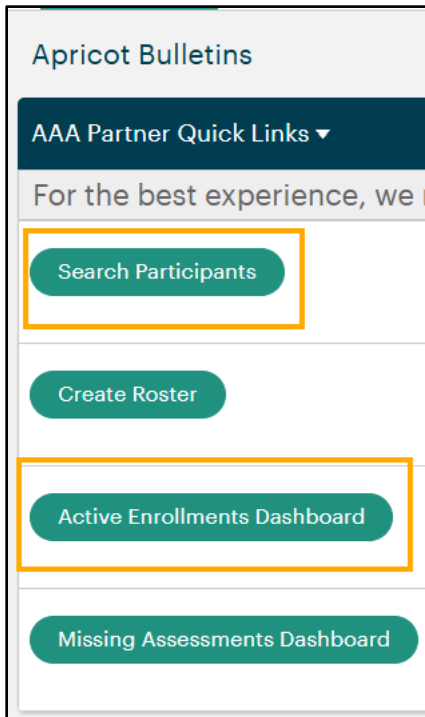 Apricot Bulletins
AAA Partner Quick Links ▾
For the best experience, we
Search Participants
Create Roster
Active Enrollments Dashboard
Missing Assessments Dashboard